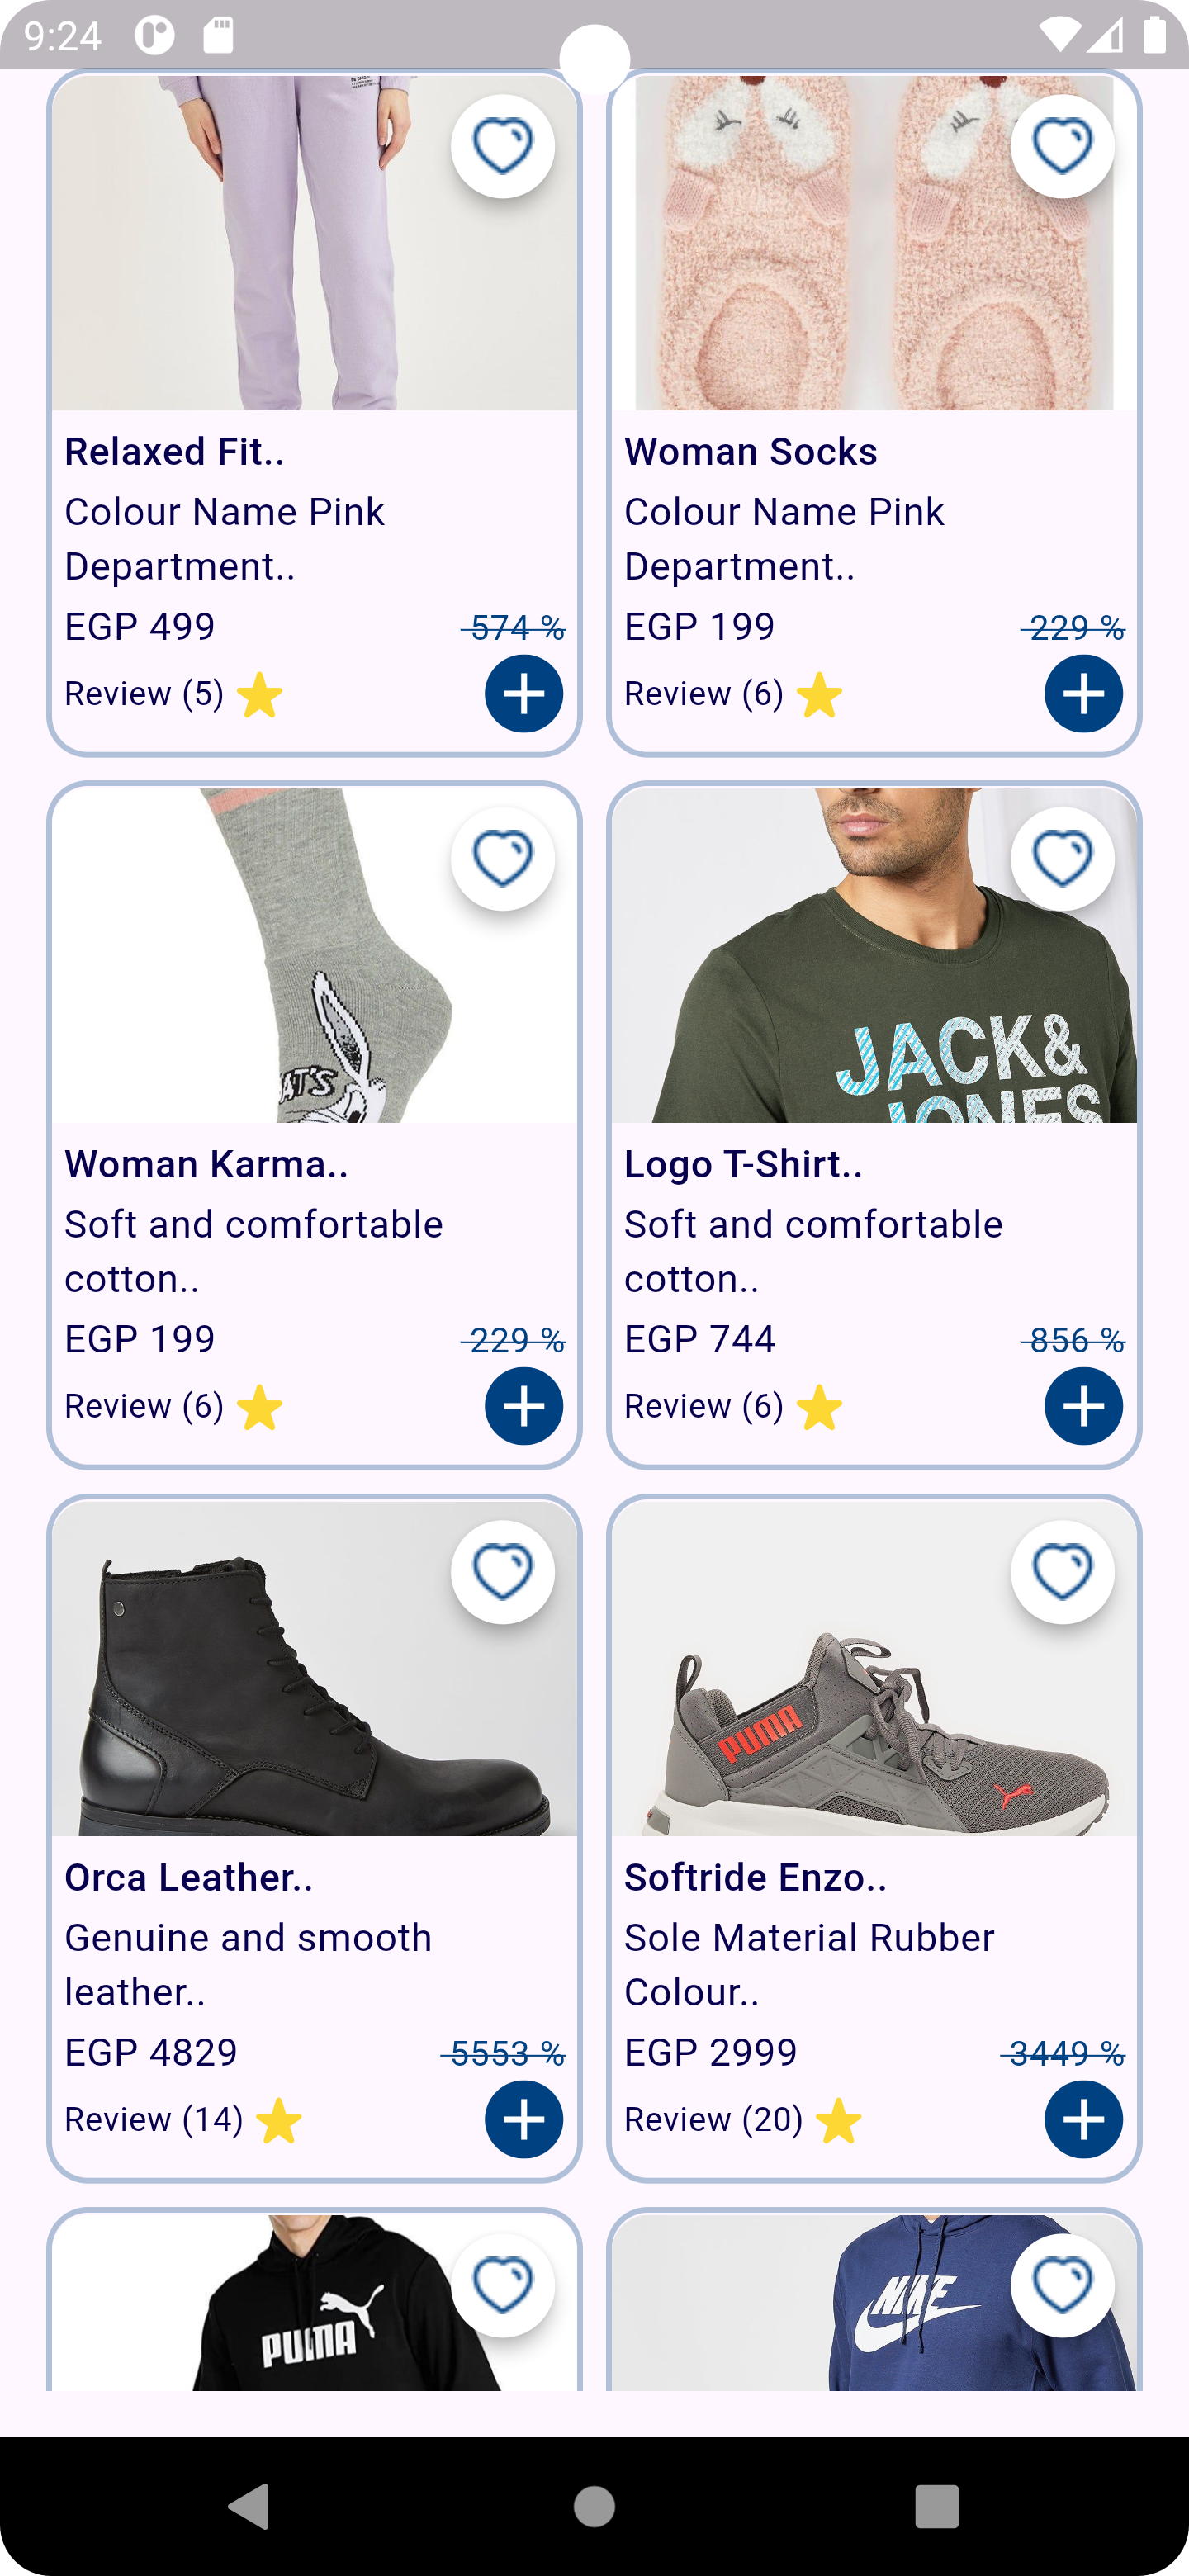 9:24
Relaxed Fit..
Colour Name Pink
Department..
EGP 499 574 %
Review (5)
Woman Socks
Colour Name Pink
Department..
EGP 199 229 %
Review (6)
AT'S
Woman Karma..
Soft and comfortable
cotton..
EGP 199 229 %
Review (6)
JACK&
JONES
Logo T-Shirt..
Soft and comfortable
cotton..
EGP 744 856 %
Review (6)
Orca Leather..
Genuine and smooth
leather..
EGP 4829 5553 %
Review (14)
PUMA
Softride Enzo..
Sole Material Rubber
Colour..
EGP 2999 3449 %
Review (20)
PUMA
NIKE